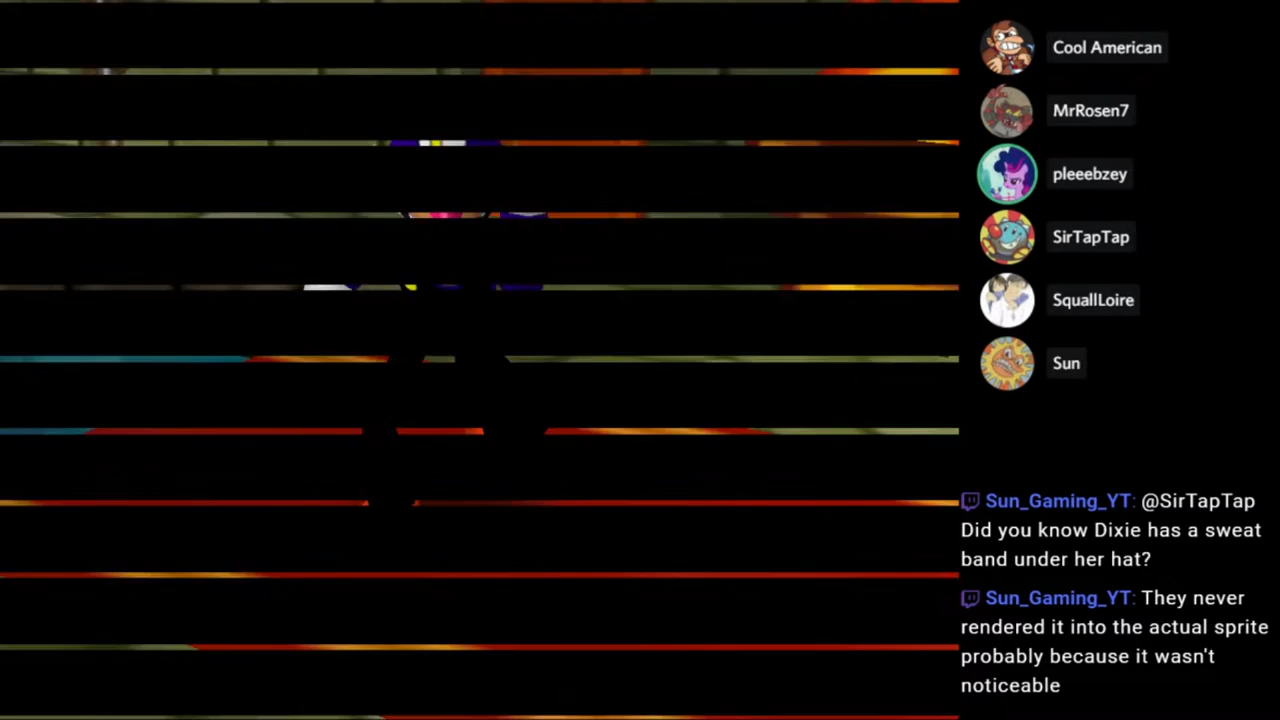 Cool American
MrRosen7
pleeebzey
SirTapTap
SquallLoire
Sun
Sun_Gaming_YT: @SirTapTap
Did you know Dixie has a sweat
band under her hat?
Sun_Gaming_YT: They never
rendered it into the actual sprite
probably because it wasn't
noticeable